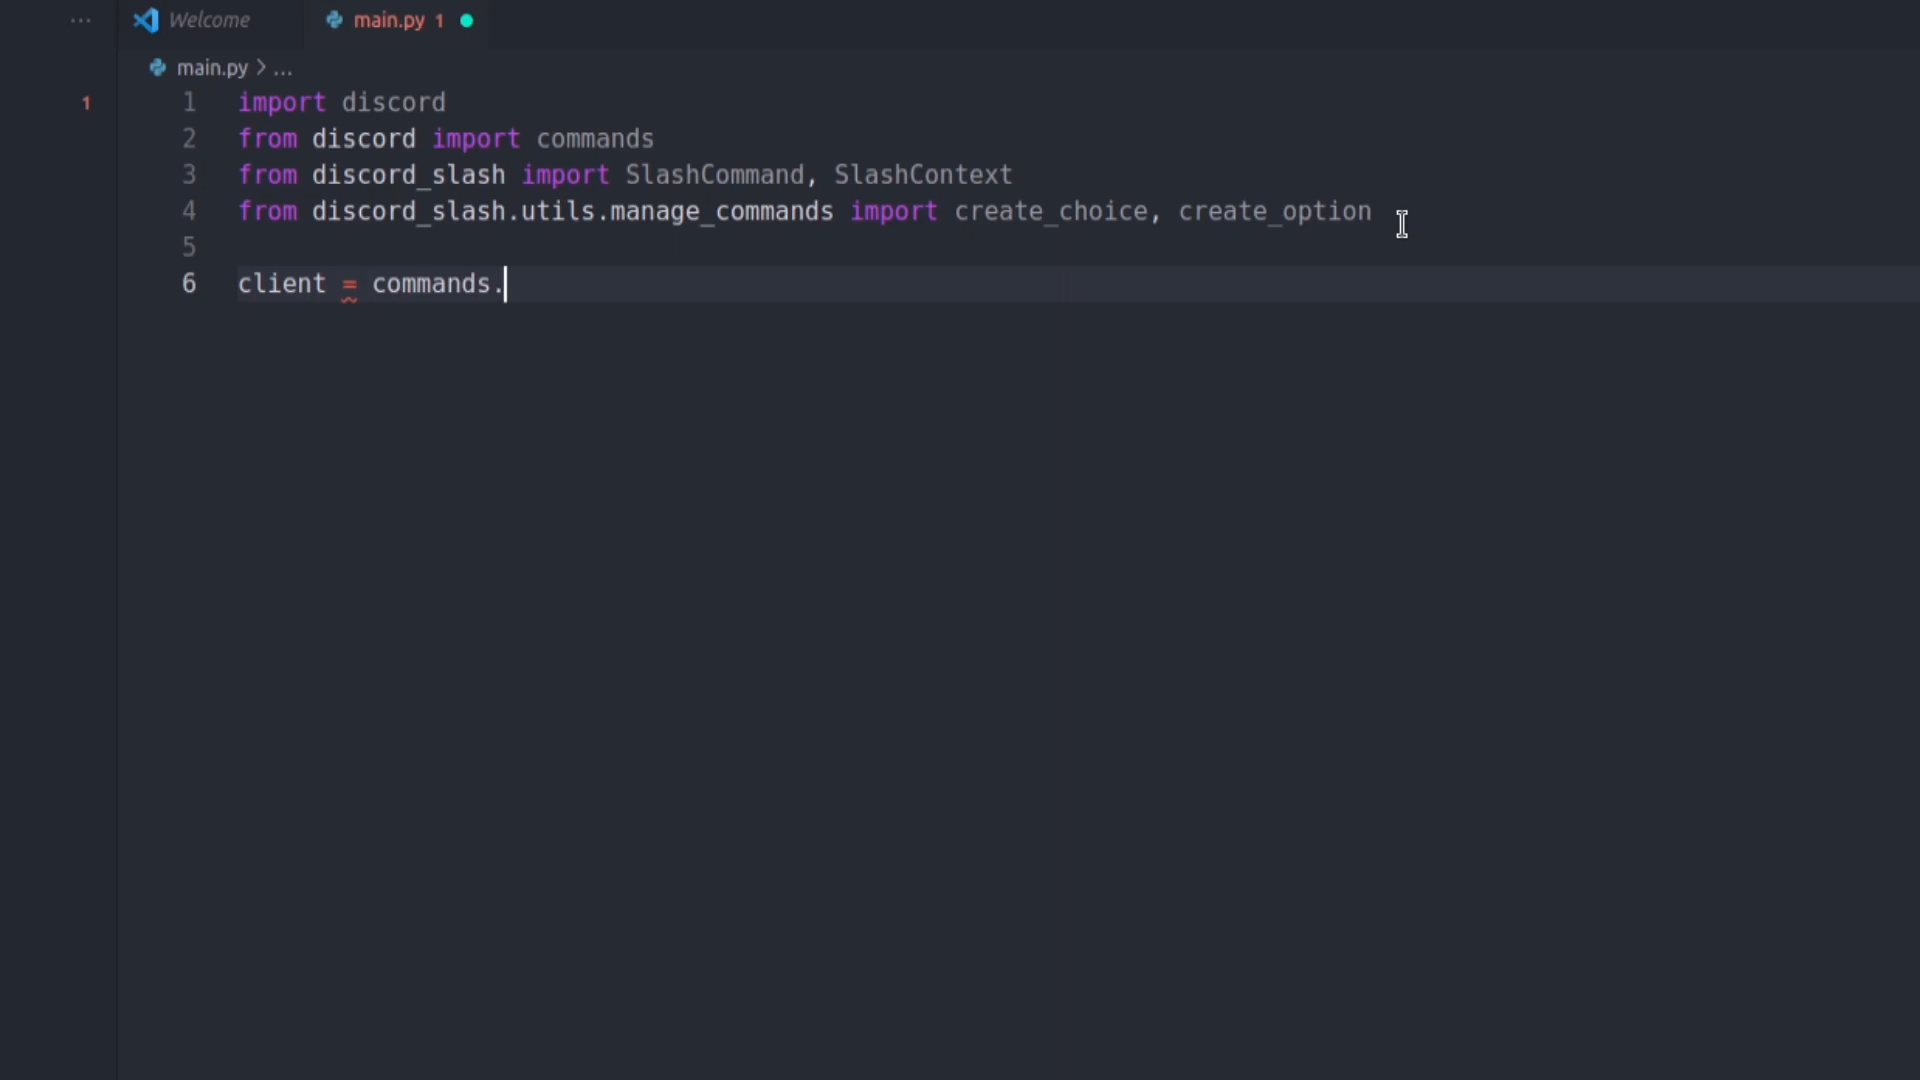 ... Welcome main.py 1
main.py > ...
1
1 import discord
2 from discord import commands
3 from discord_slash import SlashCommand, SlashContext
4 from discord_slash.utils.manage_commands import create_choice, create_option
5
6 client = commands.